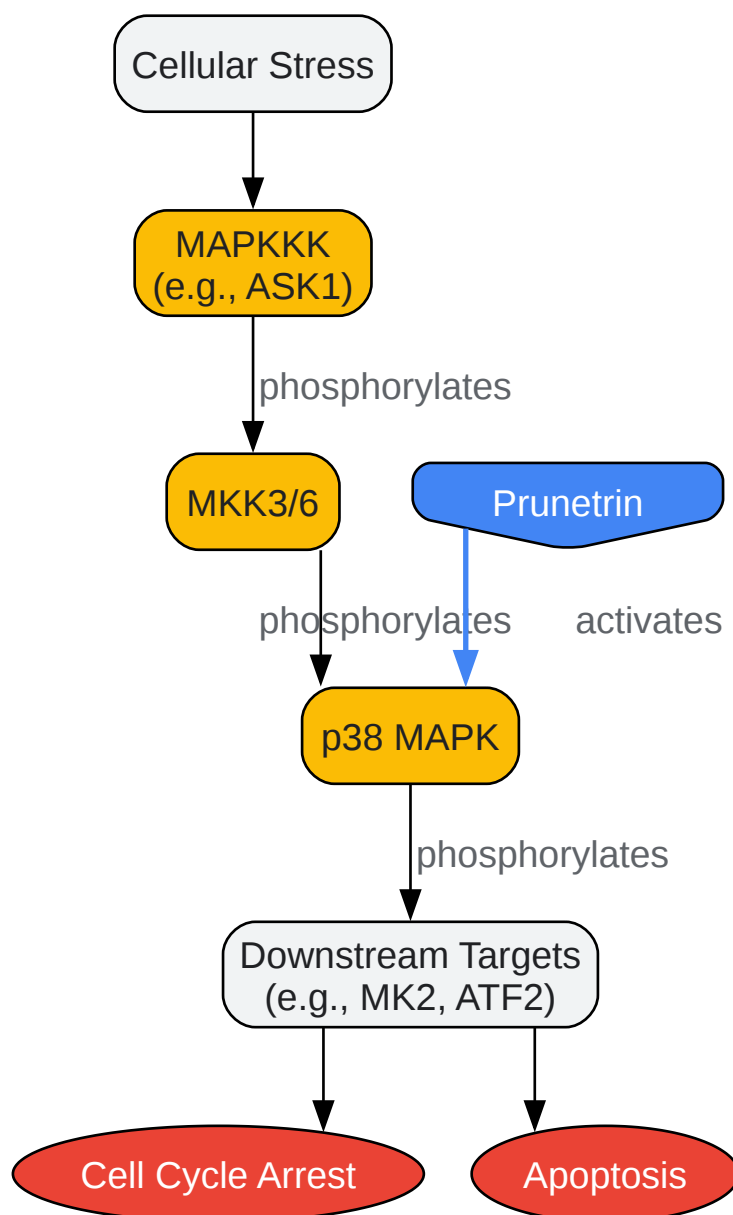 Cellular Stress
MAPKKK
(e.g., ASK1)
phosphorylates
MKK3/6
Prunetrin
phosphorylates
activates
p38 MAPK
phosphorylates
Downstream Targets
(e.g., MK2, ATF2)
Cell Cycle Arrest
Apoptosis